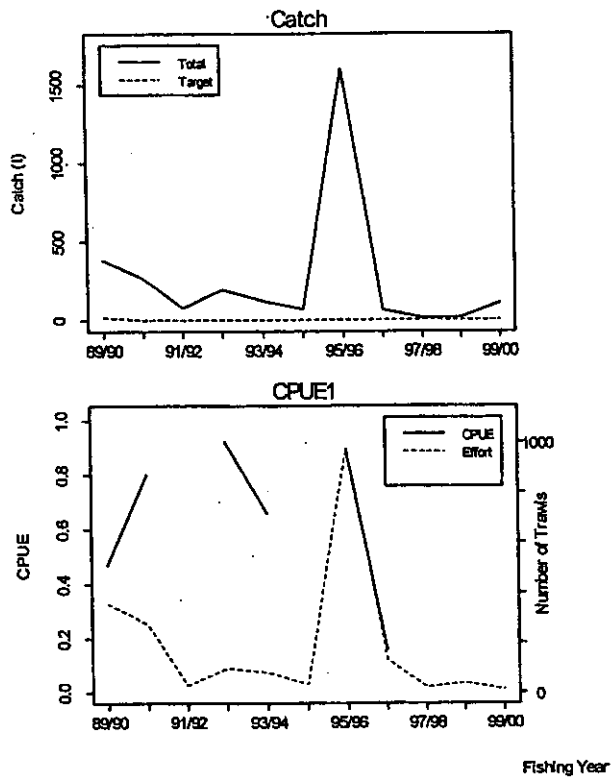 Catch
Total
Target
1500
1000
500
0
Catch (t)
89/90 91/92 93/94 95/96 97/98 99/00
CPUE1
CPUE
Effort
1.0
0.8
0.6
0.4
0.2
0.0
CPUE
1000
0
Number of Trawls
89/90 91/92 93/94 95/96 97/98 99/00
Fishing Year